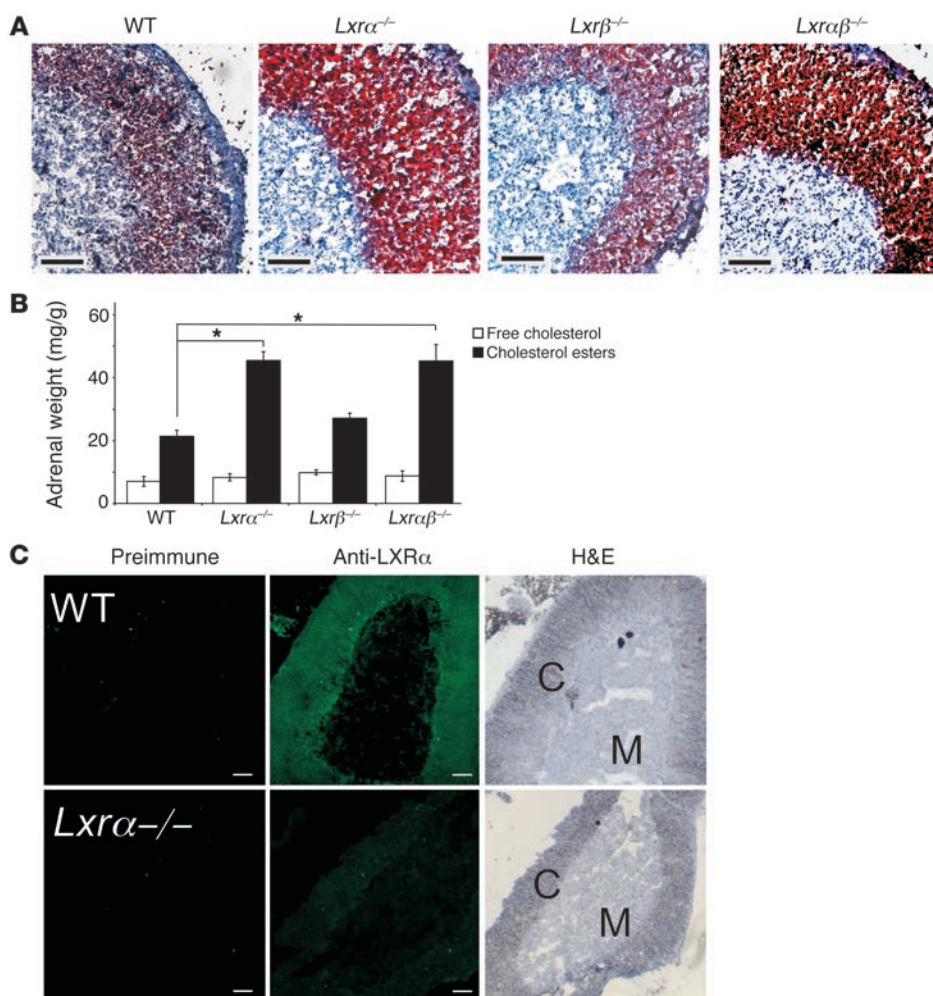 A
WT
Lxrα⁻/⁻
Lxrβ⁻/⁻
Lxrαβ⁻/⁻
B
Adrenal weight (mg/g)
60
40
20
0
*
*
Free cholesterol
Cholesterol esters
WT
Lxrα⁻/⁻
Lxrβ⁻/⁻
Lxrαβ⁻/⁻
C
Preimmune
Anti-LXRα
H&E
WT
C
M
Lxrα–/–
C
M